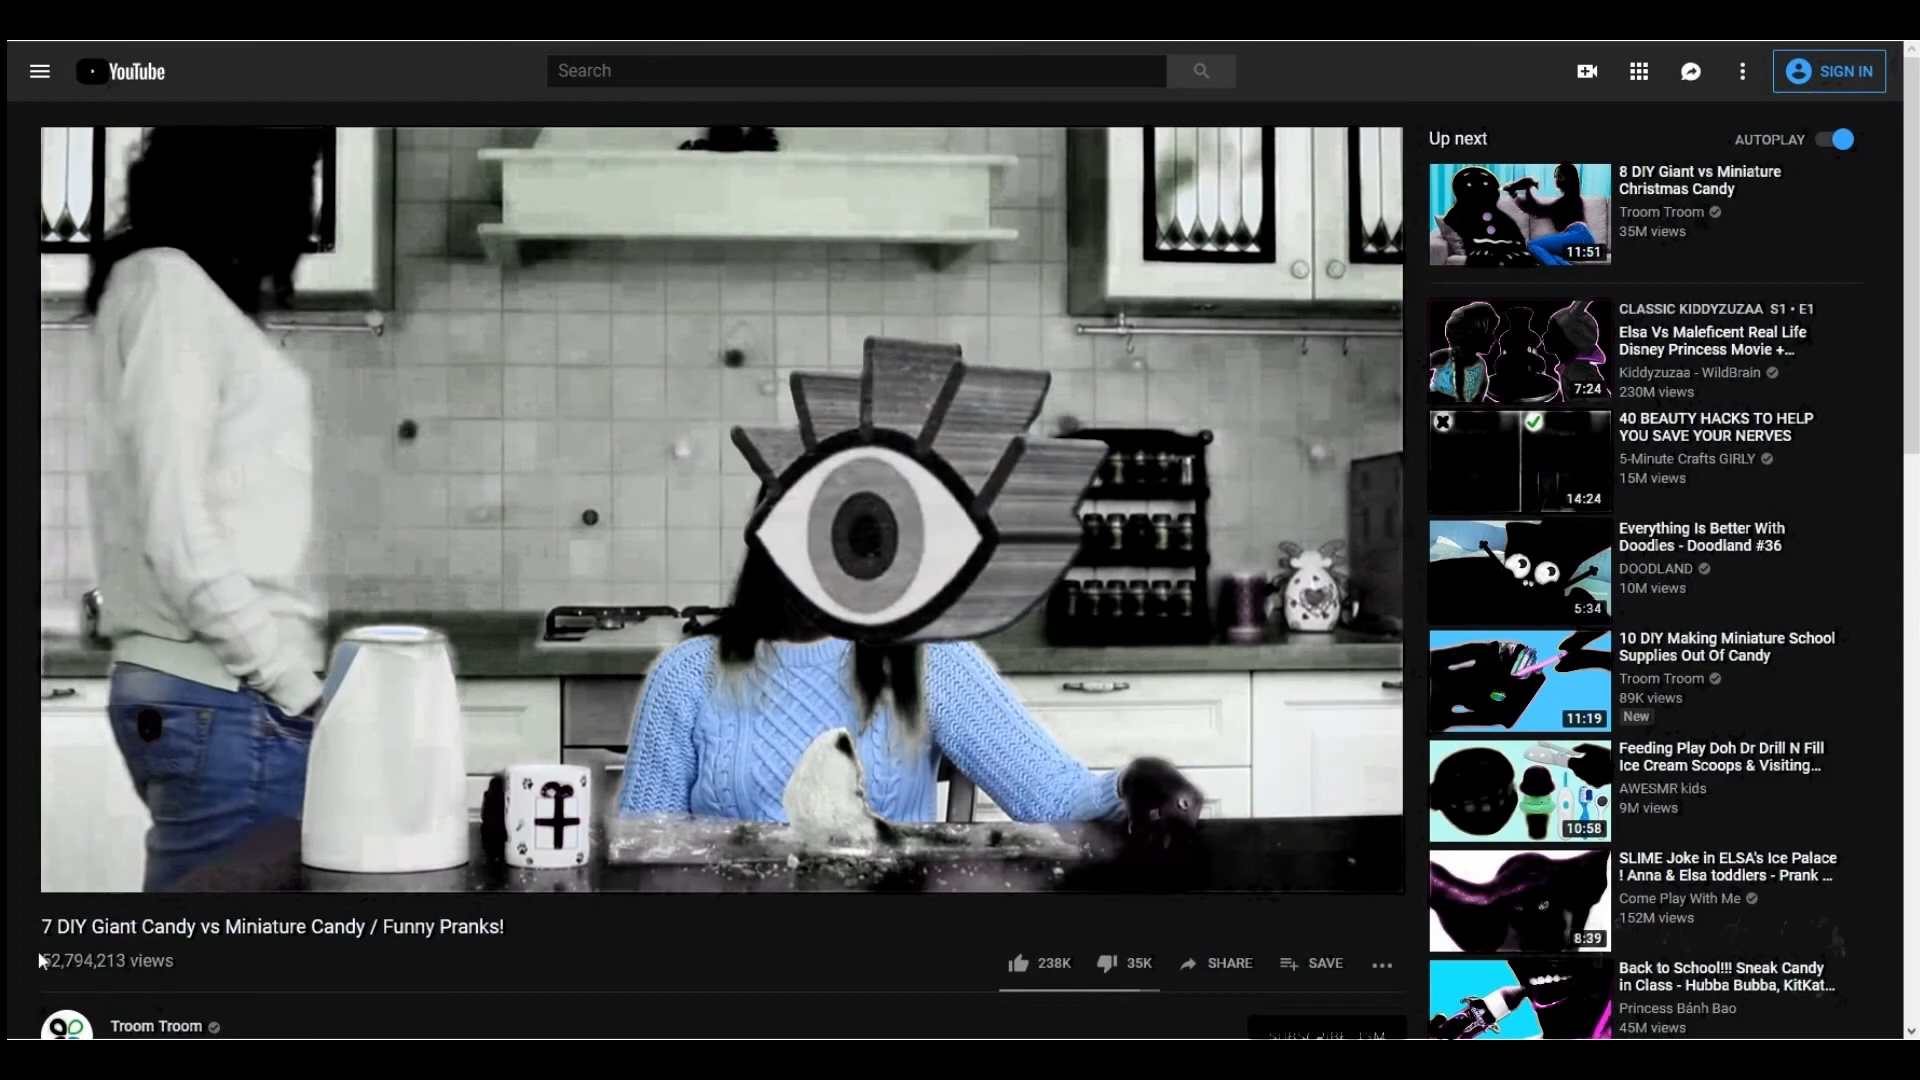 YouTube
Search
SIGN IN
Up next
AUTOPLAY
8 DIY Giant vs Miniature
Christmas Candy
Troom Troom
35M views
11:51
CLASSIC KIDDYZUZAA S1 • E1
Elsa Vs Maleficent Real Life
Disney Princess Movie +...
Kiddyzuzaa - WildBrain
230M views
7:24
40 BEAUTY HACKS TO HELP
YOU SAVE YOUR NERVES
5-Minute Crafts GIRLY
15M views
14:24
Everything Is Better With
Doodles - Doodland #36
DOODLAND
10M views
5:34
10 DIY Making Miniature School
Supplies Out Of Candy
Troom Troom
89K views
New
11:19
Feeding Play Doh Dr Drill N Fill
Ice Cream Scoops & Visiting...
AWESMR kids
9M views
10:58
SLIME Joke in ELSA's Ice Palace
! Anna & Elsa toddlers - Prank ...
Come Play With Me
152M views
8:39
Back to School!!! Sneak Candy
in Class - Hubba Bubba, KitKat...
Princess Bánh Bao
45M views
7 DIY Giant Candy vs Miniature Candy / Funny Pranks!
52,794,213 views
238K
35K
SHARE
SAVE
Troom Troom
SUBSCRIBE 13M